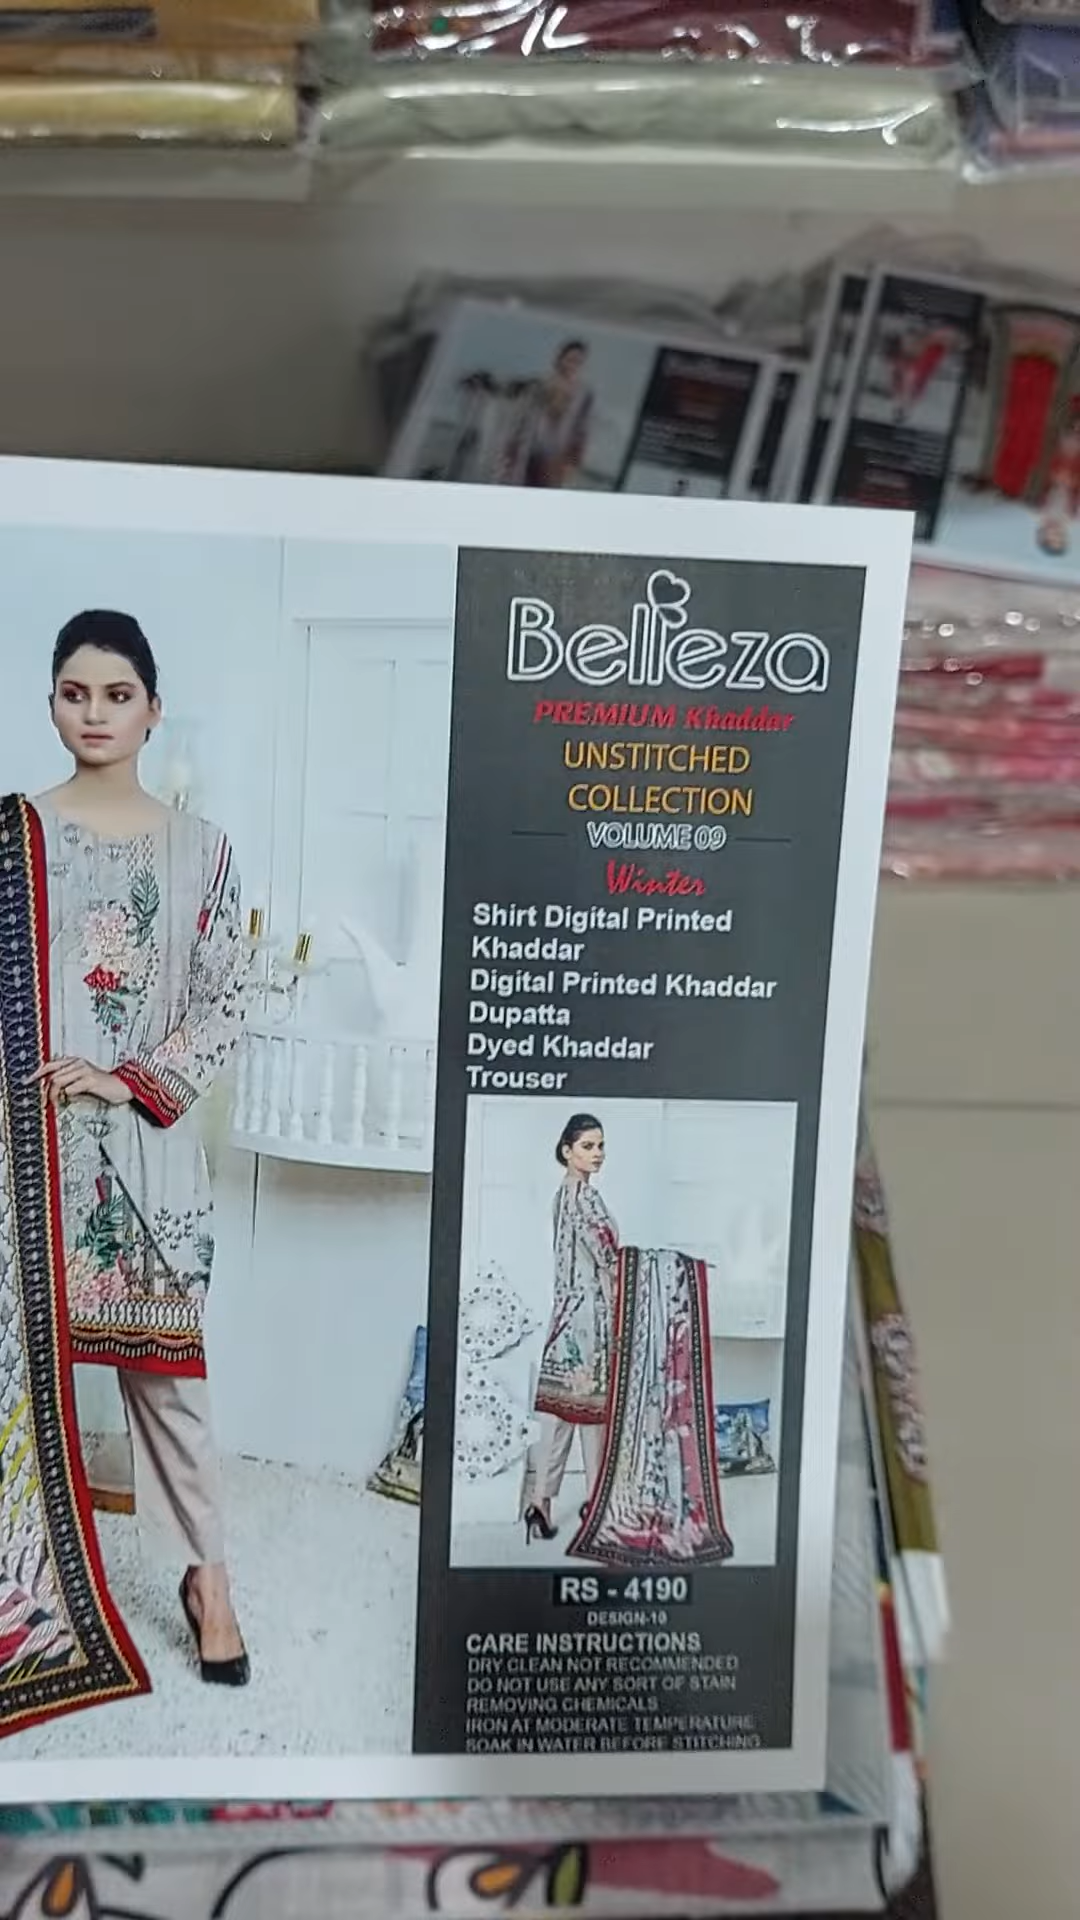 Belleza
PREMIUM Khaddar
UNSTITCHED
COLLECTION
VOLUME 09
Winter
Shirt Digital Printed
Khaddar
Digital Printed Khaddar
Dupatta
Dyed Khaddar
Trouser
RS - 4190
DESIGN-10
CARE INSTRUCTIONS
DRY CLEAN NOT RECOMMENDED
DO NOT USE ANY SORT OF STAIN
REMOVING CHEMICALS
IRON AT MODERATE TEMPERATURE
SOAK IN WATER BEFORE STITCHING